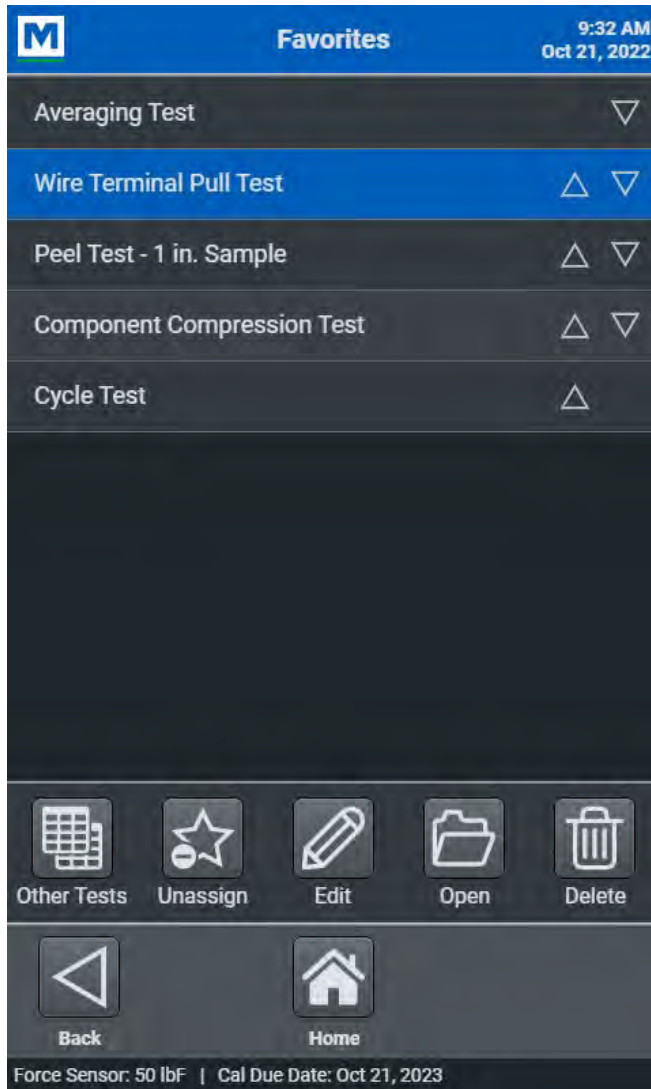 M
Favorites
9:32 AM
Oct 21, 2022
Averaging Test
Wire Terminal Pull Test
Peel Test - 1 in. Sample
Component Compression Test
Cycle Test
Other Tests
Unassign
Edit
Open
Delete
Back
Home
Force Sensor: 50 lbF | Cal Due Date: Oct 21, 2023